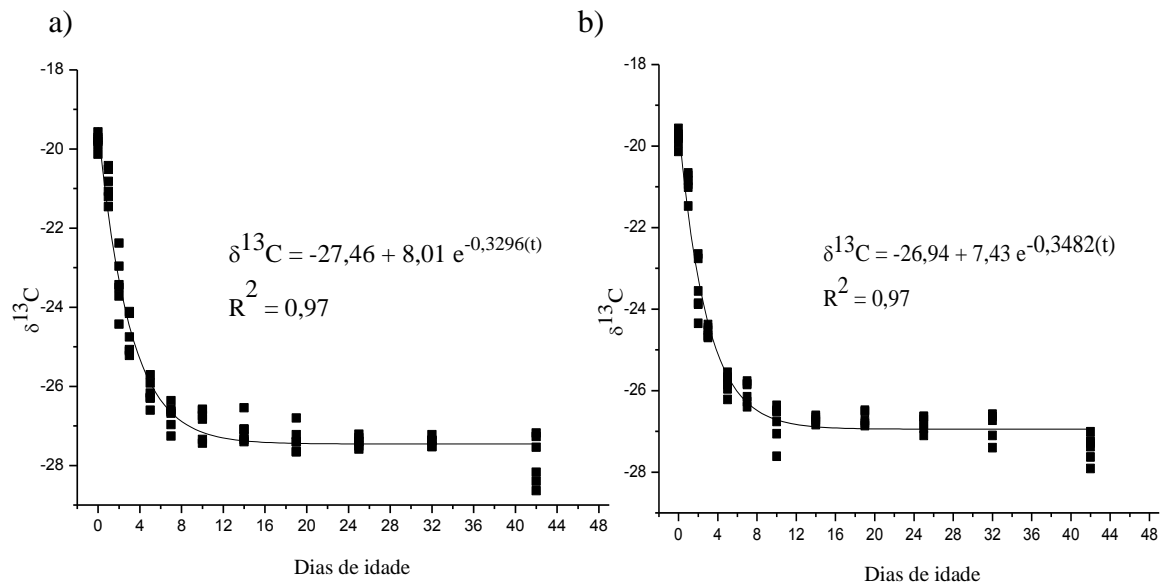 a)
-18
-20
-22
-24
-26
-28
δ13C
δ13C = -27,46 + 8,01 e-0,3296(t)
R2 = 0,97
0 4 8 12 16 20 24 28 32 36 40 44 48
Dias de idade
b)
-18
-20
-22
-24
-26
-28
δ13C
δ13C = -26,94 + 7,43 e-0,3482(t)
R2 = 0,97
0 4 8 12 16 20 24 28 32 36 40 44 48
Dias de idade